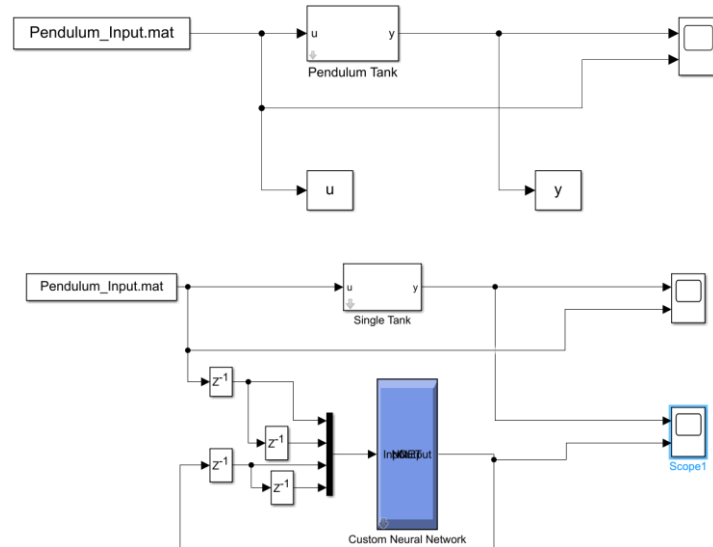 Pendulum_Input.mat
u
y
Pendulum Tank
u
y
Pendulum_Input.mat
u
y
Single Tank
z-1
z-1
z-1
z-1
Scope1
Custom Neural Network